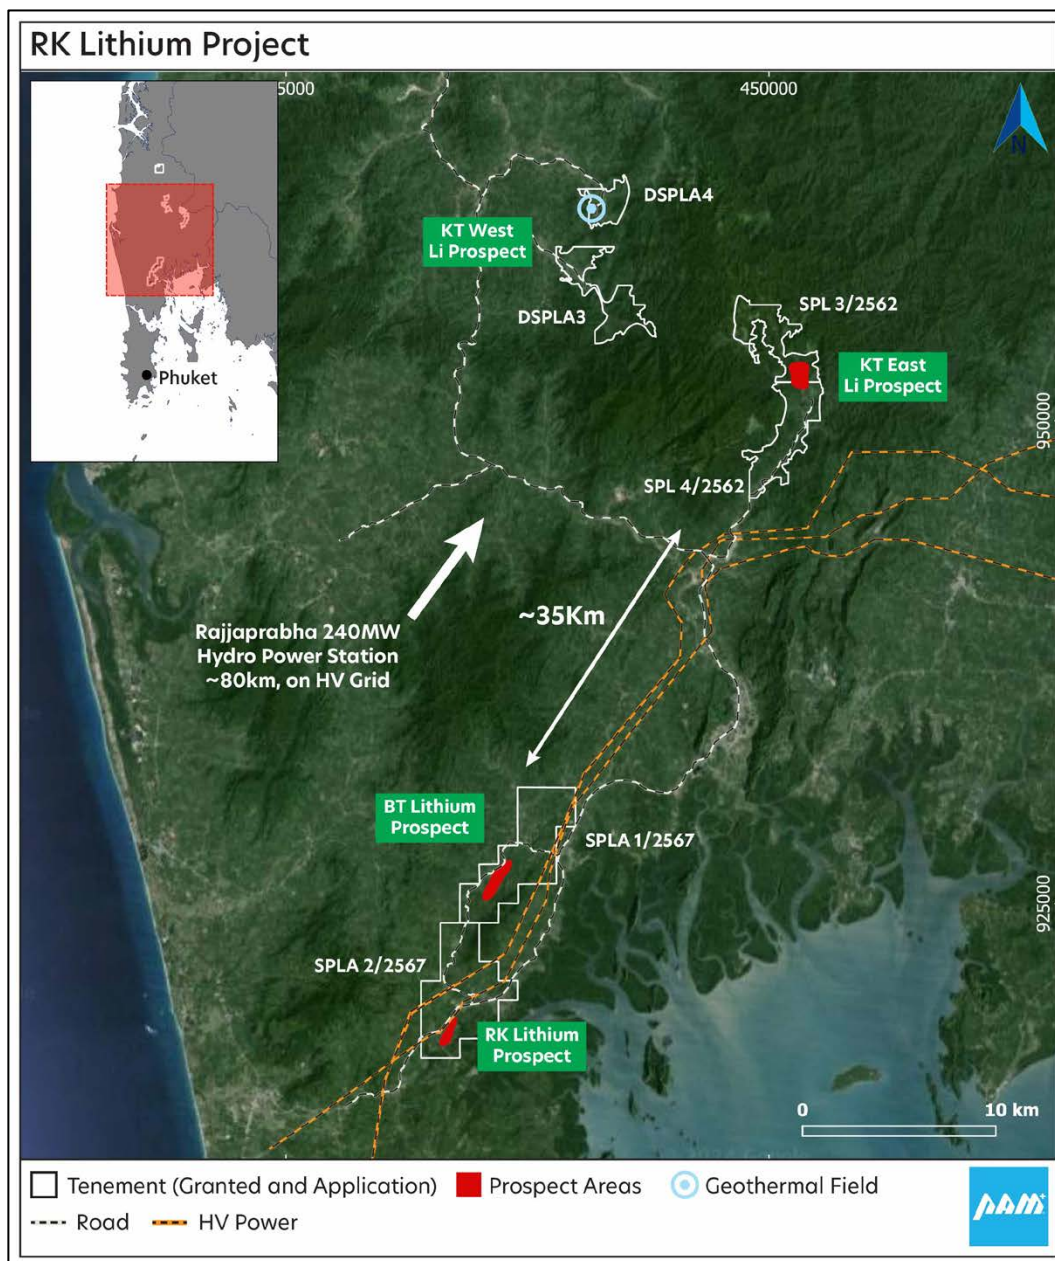 RK Lithium Project
5000
450000
N
DSPLA4
KT West
Li Prospect
DSPLA3
SPL 3/2562
KT East
Li Prospect
Phuket
950000
SPL 4/2562
~35Km
Rajjaprabha 240MW
Hydro Power Station
~80km, on HV Grid
BT Lithium
Prospect
SPLA 1/2567
925000
SPLA 2/2567
RK Lithium
Prospect
0 10 km
Tenement (Granted and Application) Prospect Areas Geothermal Field
Road HV Power
PAM+